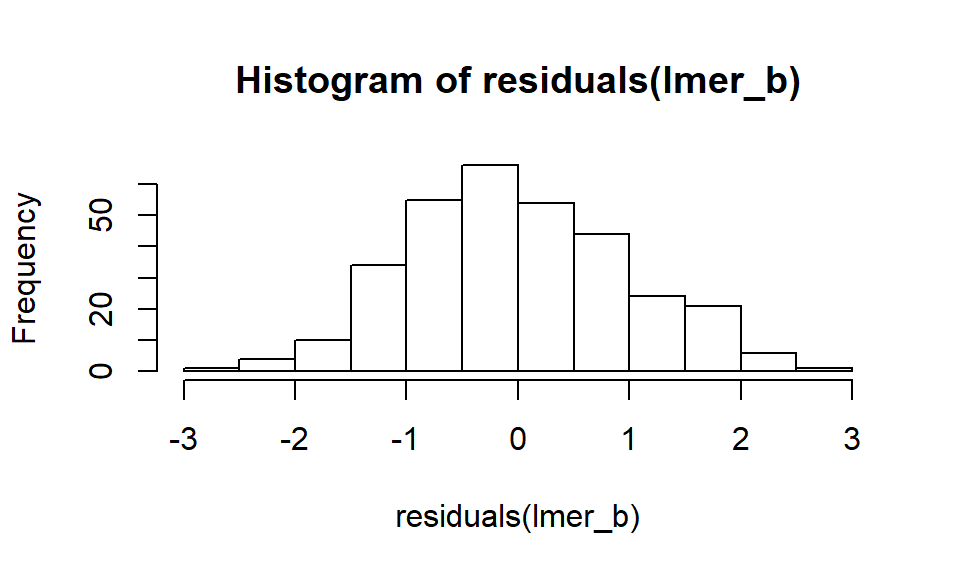 Histogram of residuals(lmer_b)
Frequency
50
20
0
-3 -2 -1 0 1 2 3
residuals(lmer_b)